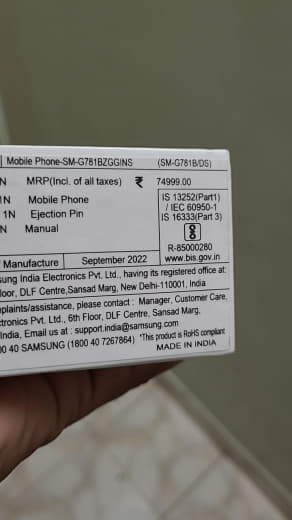 Mobile Phone-SM-G781BZGGINS (SM-G781B/DS)
N MRP(Incl. of all taxes) ₹ 74999.00
1N Mobile Phone
1N Ejection Pin
N Manual
IS 13252(Part1)
/ IEC 60950-1
IS 16333(Part 3)
R-85000280
www.bis.gov.in
Manufacture September 2022
sung India Electronics Pvt. Ltd., having its registered office at:
loor, DLF Centre,Sansad Marg, New Delhi-110001, India
plaints/assistance, please contact : Manager, Customer Care,
ctronics Pvt. Ltd., 6th Floor, DLF Centre, Sansad Marg,
India, Email us at : support.india@samsung.com
00 40 SAMSUNG (1800 40 7267864) *This product is RoHS compliant
MADE IN INDIA